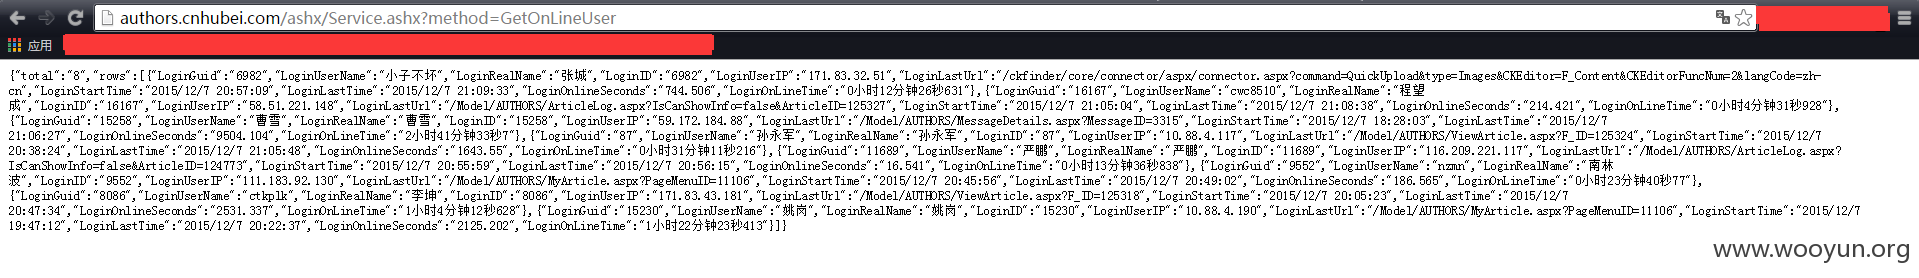 authors.cnhubei.com/ashx/Service.ashx?method=GetOnLineUser
应用
{"total":"8","rows":[{"LoginGuid":"6982","LoginUserName":"小子不坏","LoginRealName":"张城","LoginID":"6982","LoginUserIP":"171.83.32.51","LoginLastUrl":"/ckfinder/core/connector/aspx/connector.aspx?command=QuickUpload&type=Images&CKEditor=F_Content&CKEditorFuncNum=2&langCode=zh-
cn","LoginStartTime":"2015/12/7 20:57:09","LoginLastTime":"2015/12/7 21:09:33","LoginOnlineSeconds":"744.506","LoginOnLineTime":"0小时12分钟26秒631"},{"LoginGuid":"16167","LoginUserName":"cwc8510","LoginRealName":"程望
成","LoginID":"16167","LoginUserIP":"58.51.221.148","LoginLastUrl":"/Model/AUTHORS/ArticleLog.aspx?IsCanShowInfo=false&ArticleID=125327","LoginStartTime":"2015/12/7 21:05:04","LoginLastTime":"2015/12/7 21:08:38","LoginOnlineSeconds":"214.421","LoginOnLineTime":"0小时4分钟31秒928"},
{"LoginGuid":"15258","LoginUserName":"曹雪","LoginRealName":"曹雪","LoginID":"15258","LoginUserIP":"59.172.184.88","LoginLastUrl":"/Model/AUTHORS/MessageDetails.aspx?MessageID=3315","LoginStartTime":"2015/12/7 18:28:03","LoginLastTime":"2015/12/7
21:06:27","LoginOnlineSeconds":"9504.104","LoginOnLineTime":"2小时41分钟33秒7"},{"LoginGuid":"87","LoginUserName":"孙永军","LoginRealName":"孙永军","LoginID":"87","LoginUserIP":"10.88.4.117","LoginLastUrl":"/Model/AUTHORS/ViewArticle.aspx?F_ID=125324","LoginStartTime":"2015/12/7
20:38:24","LoginLastTime":"2015/12/7 21:05:48","LoginOnlineSeconds":"1643.55","LoginOnLineTime":"0小时31分钟11秒216"},{"LoginGuid":"11689","LoginUserName":"严鹏","LoginRealName":"严鹏","LoginID":"11689","LoginUserIP":"116.209.221.117","LoginLastUrl":"/Model/AUTHORS/ArticleLog.aspx?
IsCanShowInfo=false&ArticleID=124773","LoginStartTime":"2015/12/7 20:55:59","LoginLastTime":"2015/12/7 20:56:15","LoginOnlineSeconds":"16.541","LoginOnLineTime":"0小时13分钟36秒838"},{"LoginGuid":"9552","LoginUserName":"nzmn","LoginRealName":"南林
波","LoginID":"9552","LoginUserIP":"111.183.92.130","LoginLastUrl":"/Model/AUTHORS/MyArticle.aspx?PageMenuID=11106","LoginStartTime":"2015/12/7 20:45:56","LoginLastTime":"2015/12/7 20:49:02","LoginOnlineSeconds":"186.565","LoginOnLineTime":"0小时23分钟40秒77"},
{"LoginGuid":"8086","LoginUserName":"ctkplk","LoginRealName":"李坤","LoginID":"8086","LoginUserIP":"171.83.43.181","LoginLastUrl":"/Model/AUTHORS/ViewArticle.aspx?F_ID=125318","LoginStartTime":"2015/12/7 20:05:23","LoginLastTime":"2015/12/7
20:47:34","LoginOnlineSeconds":"2531.337","LoginOnLineTime":"1小时4分钟12秒628"},{"LoginGuid":"15230","LoginUserName":"姚岗","LoginRealName":"姚岗","LoginID":"15230","LoginUserIP":"10.88.4.190","LoginLastUrl":"/Model/AUTHORS/MyArticle.aspx?PageMenuID=11106","LoginStartTime":"2015/12/7
19:47:12","LoginLastTime":"2015/12/7 20:22:37","LoginOnlineSeconds":"2125.202","LoginOnLineTime":"1小时22分钟23秒413"}]}
www.wooyun.org